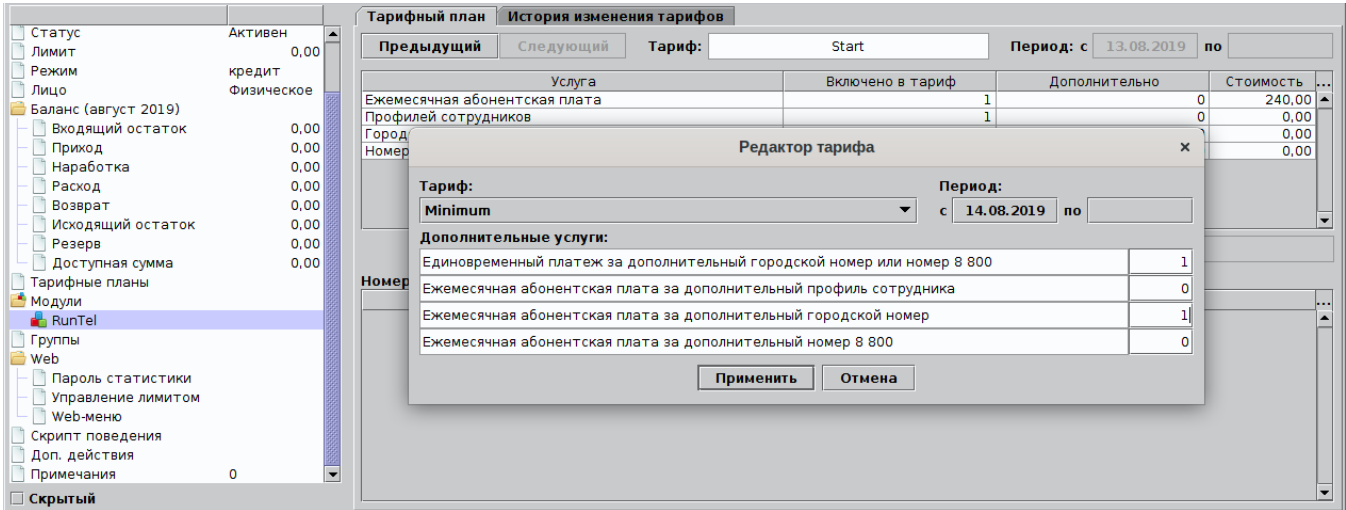 Статус Активен
Лимит 0,00
Режим кредит
Лицо Физическое
Баланс (август 2019)
Входящий остаток 0,00
Приход 0,00
Наработка 0,00
Расход 0,00
Возврат 0,00
Исходящий остаток 0,00
Резерв 0,00
Доступная сумма 0,00
Тарифные планы
Модули
RunTel
Группы
Web
Пароль статистики
Управление лимитом
Web-меню
Скрипт поведения
Доп. действия
Примечания 0
Скрытый
Тарифный план История изменения тарифов
Предыдущий Следующий Тариф: Start Период: с 13.08.2019 по
Услуга Включено в тариф Дополнительно Стоимость ...
Ежемесячная абонентская плата 1 0 240,00
Профилей сотрудников 1 0 0,00
Город 0,00
Номер 0,00
Номер
...
Редактор тарифа ×
Тариф: Период:
Minimum с 14.08.2019 по
Дополнительные услуги:
Единовременный платеж за дополнительный городской номер или номер 8 800 1
Ежемесячная абонентская плата за дополнительный профиль сотрудника 0
Ежемесячная абонентская плата за дополнительный городской номер 1
Ежемесячная абонентская плата за дополнительный номер 8 800 0
Применить Отмена